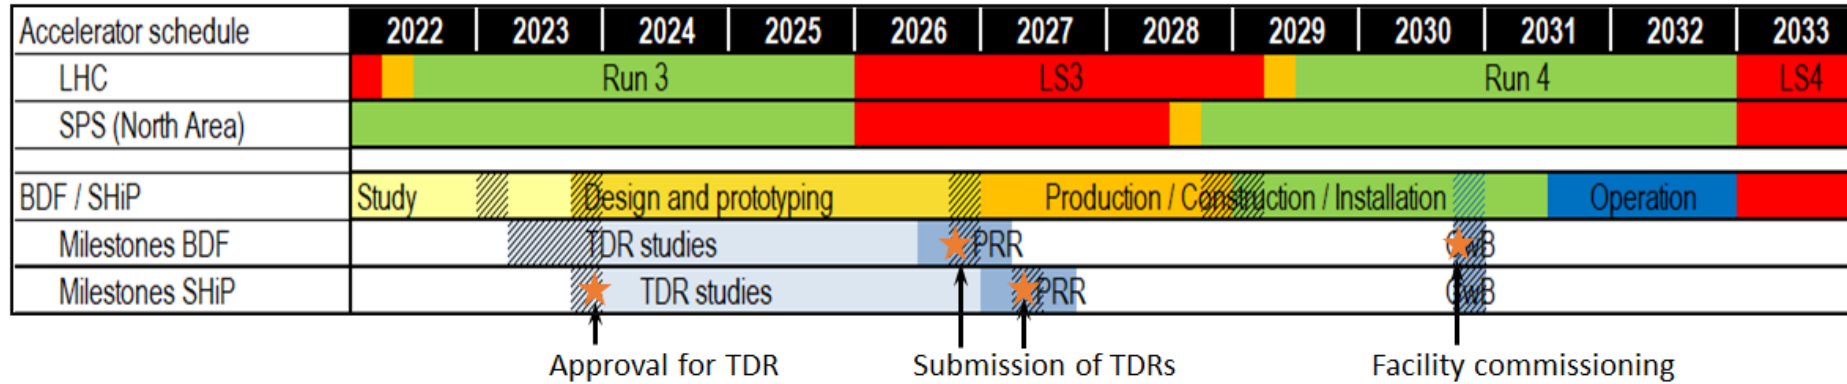 Accelerator schedule 2022 2023 2024 2025 2026 2027 2028 2029 2030 2031 2032 2033
LHC Run 3 LS3 Run 4 LS4
SPS (North Area)
BDF / SHiP Study Design and prototyping Production / Construction / Installation Operation
Milestones BDF TDR studies PRR CwB
Milestones SHiP TDR studies PRR CwB
Approval for TDR Submission of TDRs Facility commissioning